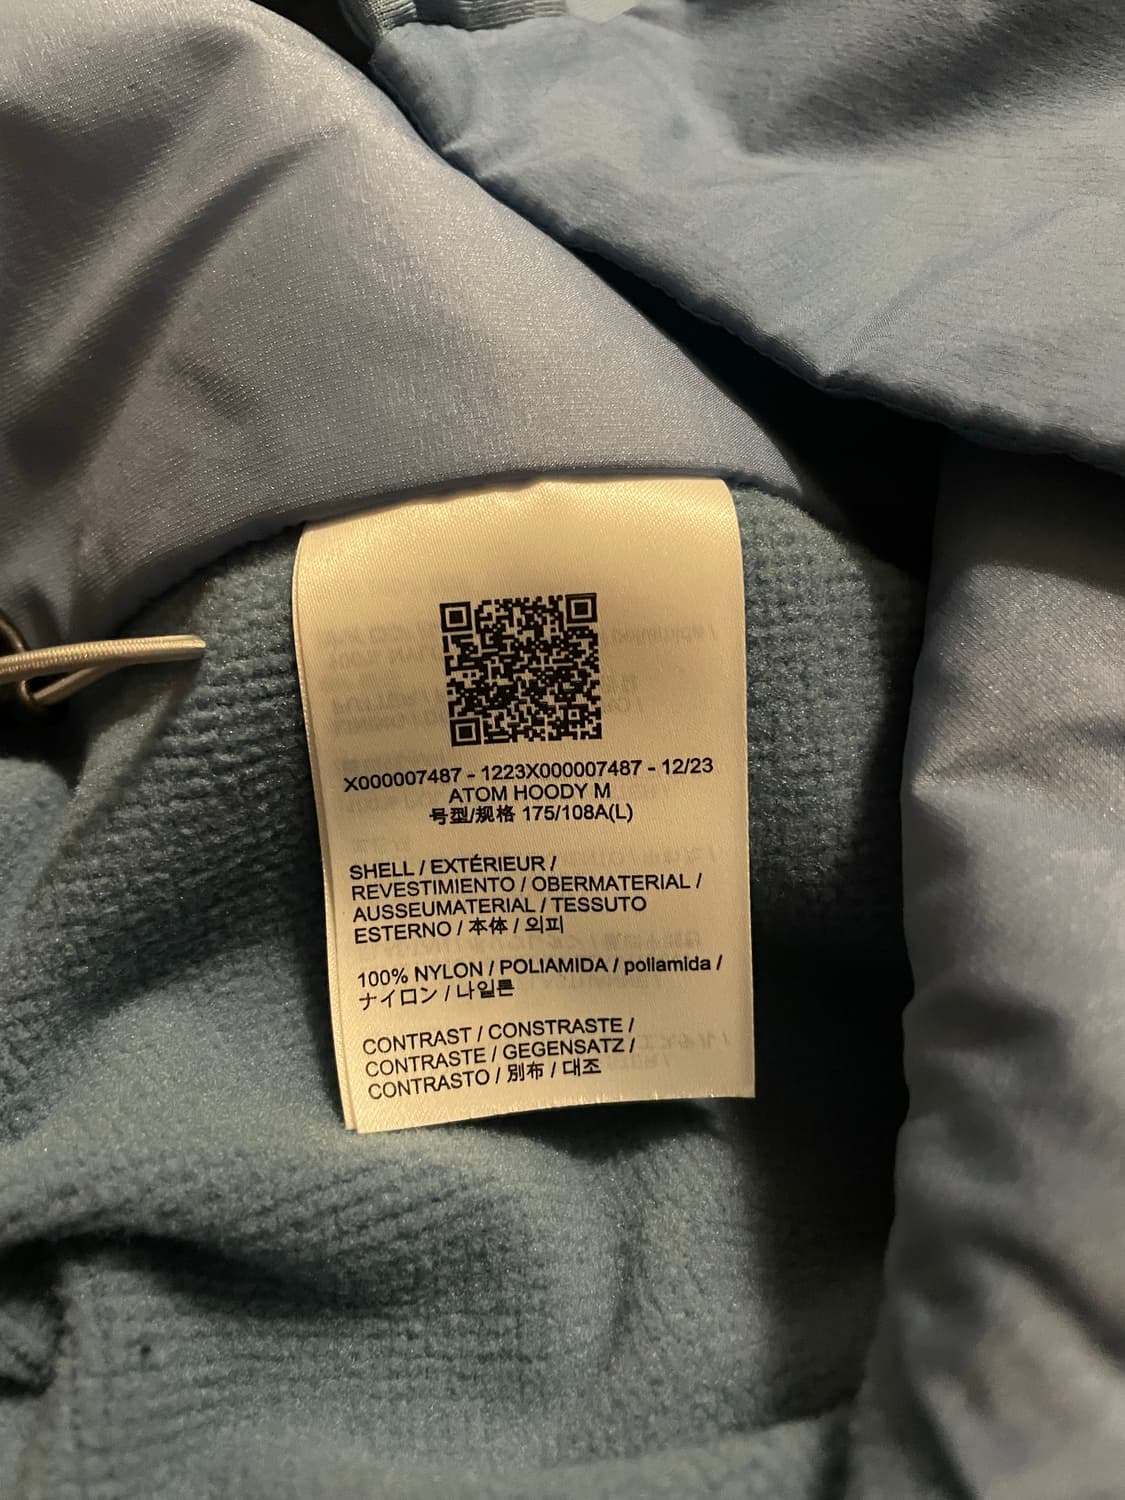 X000007487 - 1223X000007487 - 12/23
ATOM HOODY M
号型/规格 175/108A(L)
SHELL / EXTÉRIEUR /
REVESTIMIENTO / OBERMATERIAL /
AUSSEUMATERIAL / TESSUTO
ESTERNO / 本体 / 외피
100% NYLON / POLIAMIDA / poliamida /
ナイロン / 나일론
CONTRAST / CONSTRASTE /
CONTRASTE / GEGENSATZ /
CONTRASTO / 別布 / 대조